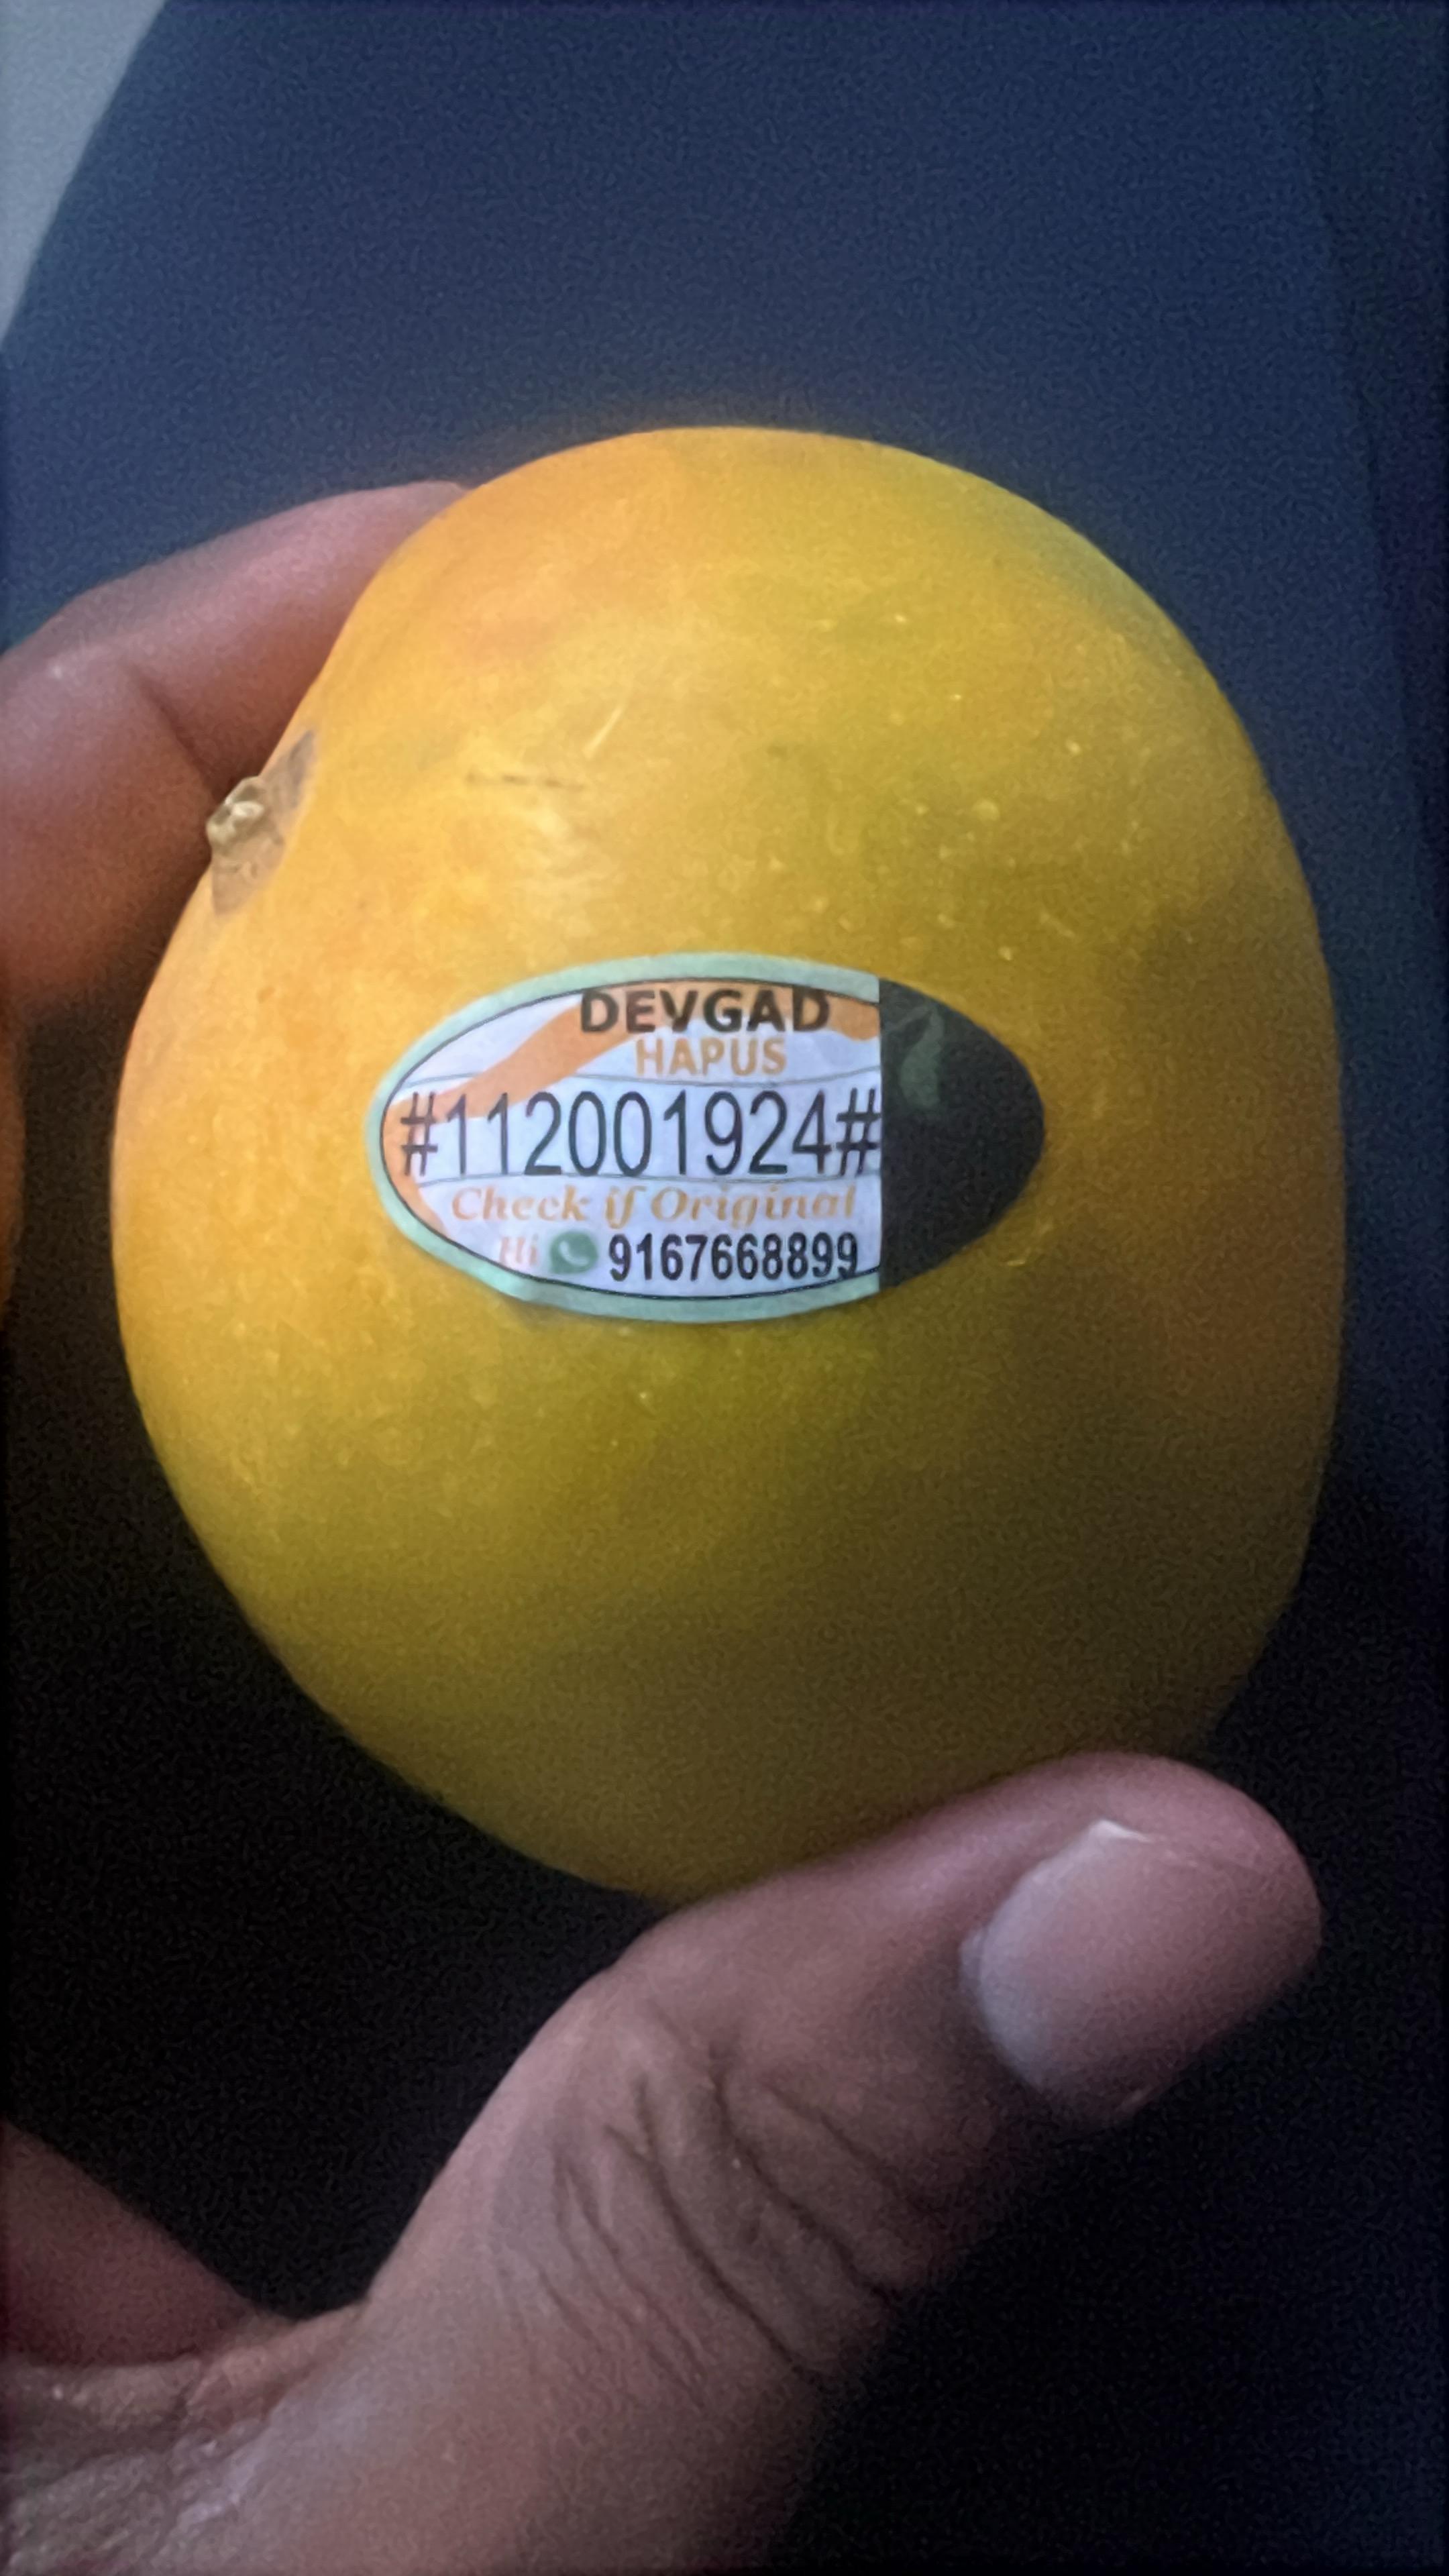 DEVGAD
HAPUS
#112001924#
Check if Original
Hi 9167668899